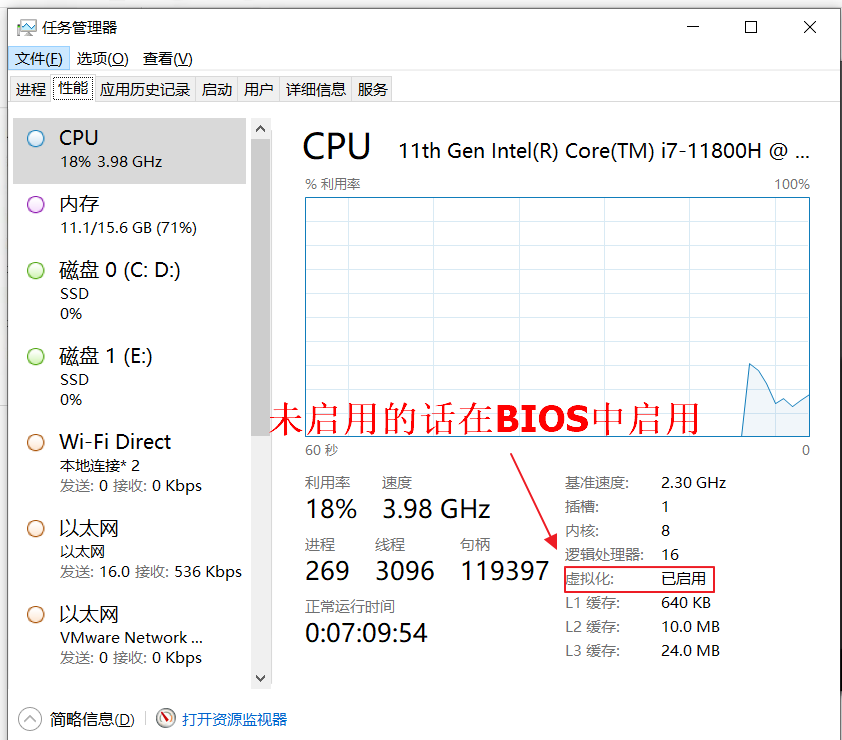 任务管理器
文件(F) 选项(O) 查看(V)
进程 性能 应用历史记录 启动 用户 详细信息 服务
CPU
18% 3.98 GHz
内存
11.1/15.6 GB (71%)
磁盘 0 (C: D:)
SSD
0%
磁盘 1 (E:)
SSD
0%
Wi-Fi Direct
本地连接* 2
发送: 0 接收: 0 Kbps
以太网
以太网
发送: 16.0 接收: 536 Kbps
以太网
VMware Network ...
发送: 0 接收: 0 Kbps
CPU 11th Gen Intel(R) Core(TM) i7-11800H @ ...
% 利用率 100%
未启用的话在BIOS中启用
60 秒 0
利用率 速度
18% 3.98 GHz
进程 线程 句柄
269 3096 119397
正常运行时间
0:07:09:54
基准速度: 2.30 GHz
插槽: 1
内核: 8
逻辑处理器: 16
虚拟化: 已启用
L1 缓存: 640 KB
L2 缓存: 10.0 MB
L3 缓存: 24.0 MB
简略信息(D) 打开资源监视器